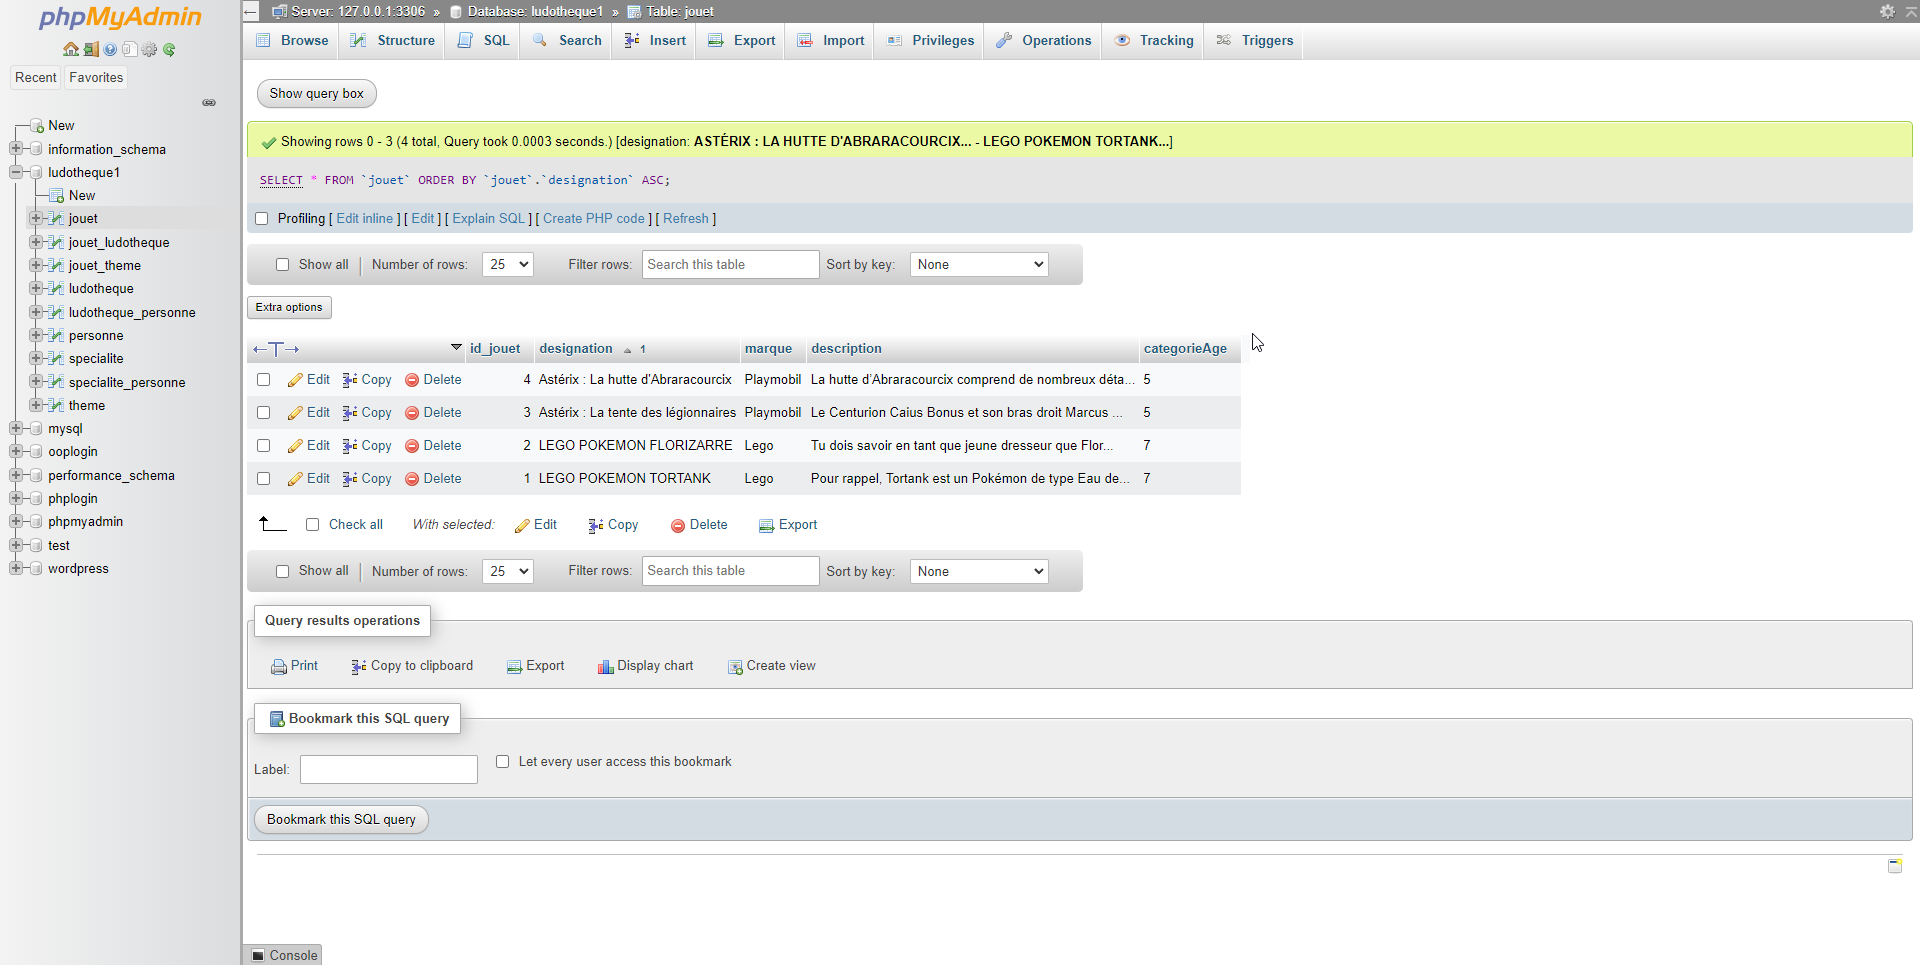 phpMyAdmin
Recent Favorites
New
information_schema
ludotheque1
New
jouet
jouet_ludotheque
jouet_theme
ludotheque
ludotheque_personne
personne
specialite
specialite_personne
theme
mysql
ooplogin
performance_schema
phplogin
phpmyadmin
test
wordpress
Server: 127.0.0.1:3306 » Database: ludotheque1 » Table: jouet
Browse Structure SQL Search Insert Export Import Privileges Operations Tracking Triggers
Show query box
Showing rows 0 - 3 (4 total, Query took 0.0003 seconds.) [designation: ASTÉRIX : LA HUTTE D'ABRARACOURCIX... - LEGO POKEMON TORTANK...]
SELECT * FROM `jouet` ORDER BY `jouet`.`designation` ASC;
Profiling [ Edit inline ] [ Edit ] [ Explain SQL ] [ Create PHP code ] [ Refresh ]
Show all Number of rows: 25 Filter rows: Search this table Sort by key: None
Extra options
←T→ id_jouet designation 1 marque description categorieAge
Edit Copy Delete 4 Astérix : La hutte d'Abraracourcix Playmobil La hutte d’Abraracourcix comprend de nombreux déta... 5
Edit Copy Delete 3 Astérix : La tente des légionnaires Playmobil Le Centurion Caius Bonus et son bras droit Marcus ... 5
Edit Copy Delete 2 LEGO POKEMON FLORIZARRE Lego Tu dois savoir en tant que jeune dresseur que Flor... 7
Edit Copy Delete 1 LEGO POKEMON TORTANK Lego Pour rappel, Tortank est un Pokémon de type Eau de... 7
Check all With selected: Edit Copy Delete Export
Show all Number of rows: 25 Filter rows: Search this table Sort by key: None
Query results operations
Print Copy to clipboard Export Display chart Create view
Bookmark this SQL query
Label: Let every user access this bookmark
Bookmark this SQL query
Console